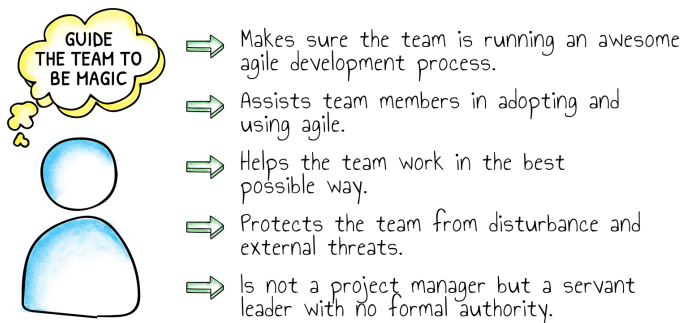 GUIDE
THE TEAM TO
BE MAGIC
Makes sure the team is running an awesome
agile development process.
Assists team members in adopting and
using agile.
Helps the team work in the best
possible way.
Protects the team from disturbance and
external threats.
Is not a project manager but a servant
leader with no formal authority.